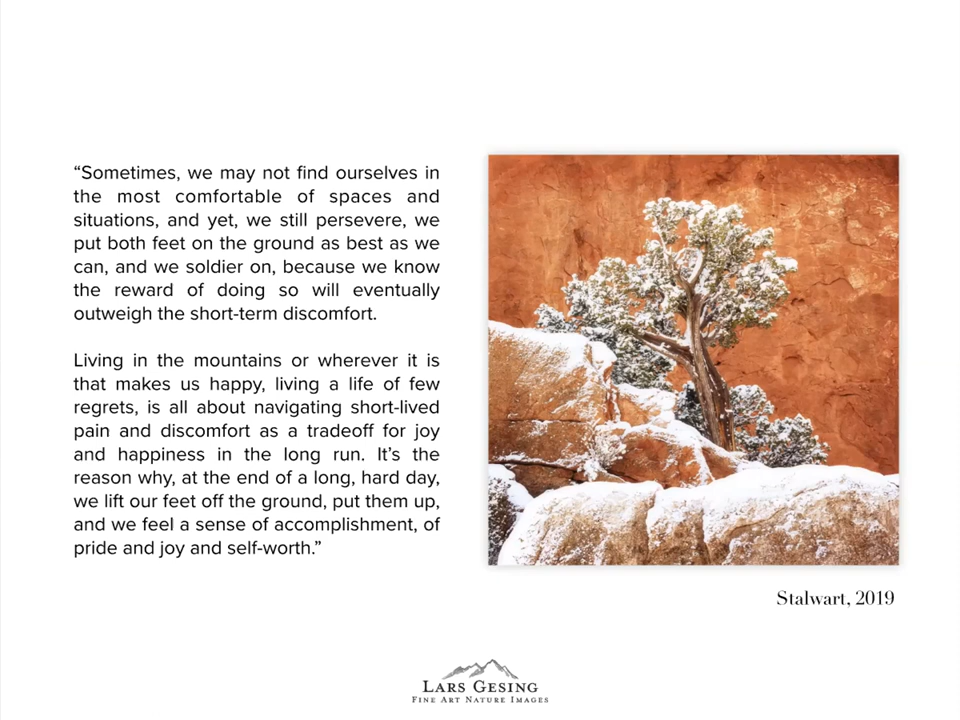 “Sometimes, we may not find ourselves in
the most comfortable of spaces and
situations, and yet, we still persevere, we
put both feet on the ground as best as we
can, and we soldier on, because we know
the reward of doing so will eventually
outweigh the short-term discomfort.
Living in the mountains or wherever it is
that makes us happy, living a life of few
regrets, is all about navigating short-lived
pain and discomfort as a tradeoff for joy
and happiness in the long run. It’s the
reason why, at the end of a long, hard day,
we lift our feet off the ground, put them up,
and we feel a sense of accomplishment, of
pride and joy and self-worth.”
Stalwart, 2019
Lars Gesing
Fine Art Nature Images